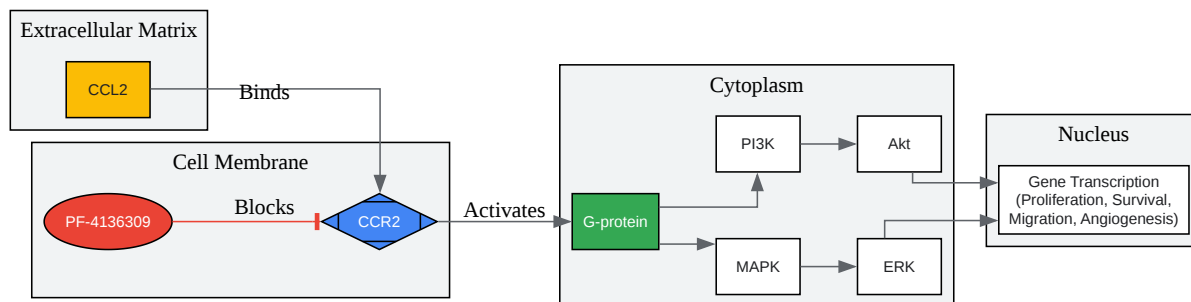 Extracellular Matrix
CCL2
Binds
Cell Membrane
PF-4136309
Blocks
CCR2
Activates
Cytoplasm
G-protein
PI3K
Akt
MAPK
ERK
Nucleus
Gene Transcription
(Proliferation, Survival,
Migration, Angiogenesis)